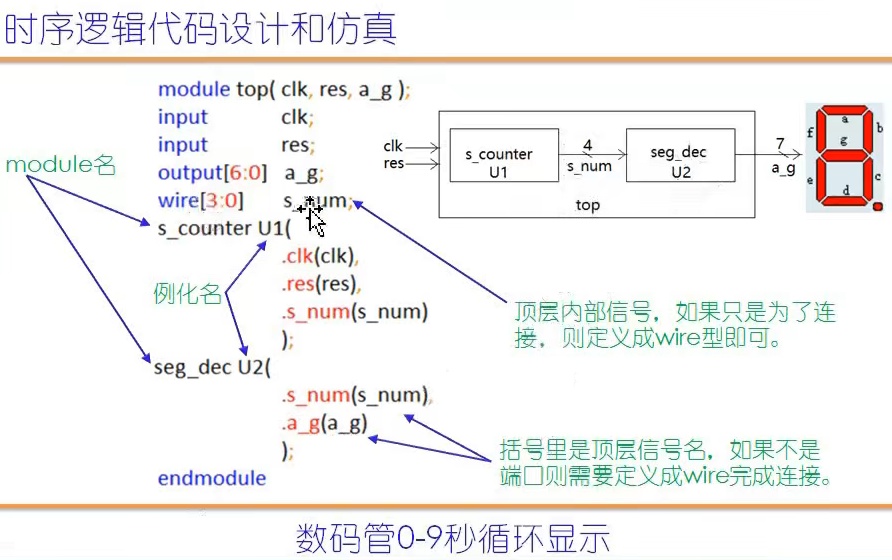 时序逻辑代码设计和仿真
module top( clk, res, a_g );
input clk;
input res;
output[6:0] a_g;
wire[3:0] s_num;
s_counter U1(
.clk(clk),
.res(res),
.s_num(s_num)
);
seg_dec U2(
.s_num(s_num),
.a_g(a_g)
);
endmodule
module名
例化名
clk
res
s_counter
U1
4
s_num
seg_dec
U2
7
a_g
top
a
b
c
d
e
f
g
顶层内部信号，如果只是为了连
接，则定义成wire型即可。
括号里是顶层信号名，如果不是
端口则需要定义成wire完成连接。
数码管0-9秒循环显示